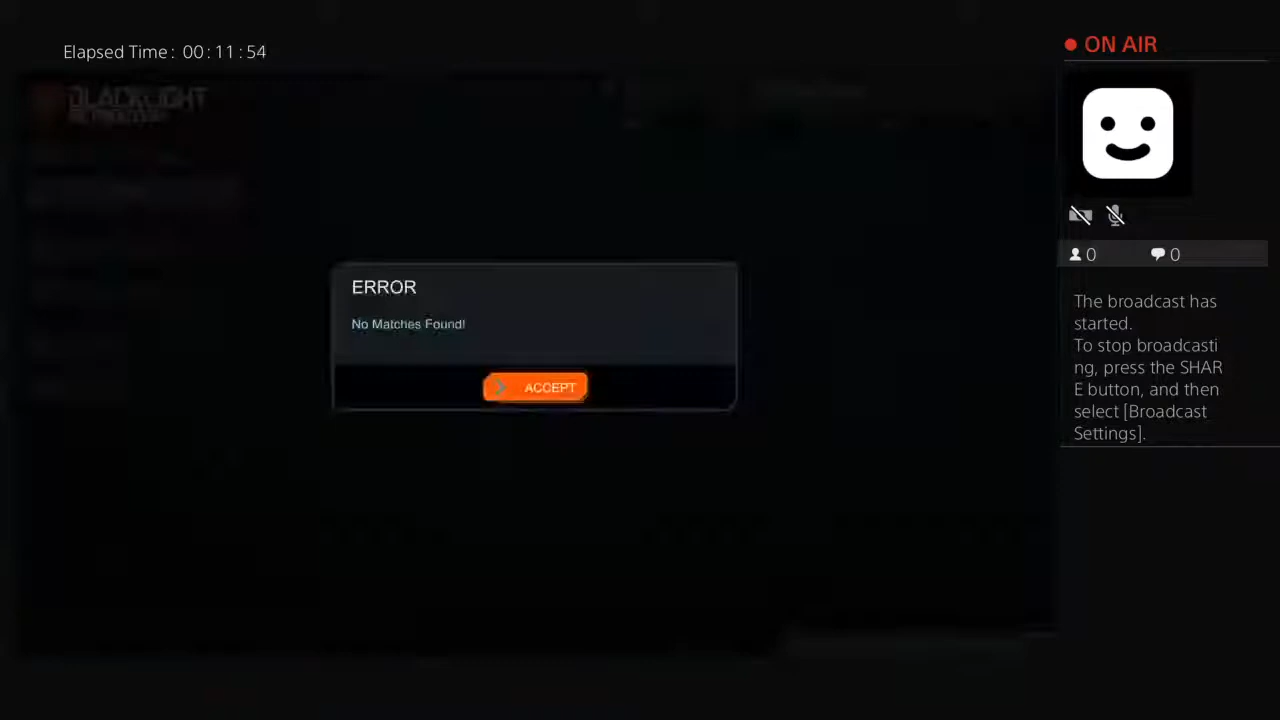 Elapsed Time: 00:11:54
ON AIR
BLACKLIGHT
0
0
ERROR
No Matches Found!
ACCEPT
The broadcast has
started.
To stop broadcasti
ng, press the SHAR
E button, and then
select [Broadcast
Settings].